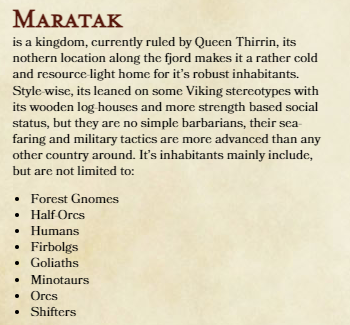 Maratak
is a kingdom, currently ruled by Queen Thirrin, its
nothern location along the fjord makes it a rather cold
and resource-light home for it's robust inhabitants.
Style-wise, its leaned on some Viking stereotypes with
its wooden log-houses and more strength based social
status, but they are no simple barbarians, their sea-
faring and military tactics are more advanced than any
other country around. It's inhabitants mainly include,
but are not limited to:
• Forest Gnomes
• Half-Orcs
• Humans
• Firbolgs
• Goliaths
• Minotaurs
• Orcs
• Shifters